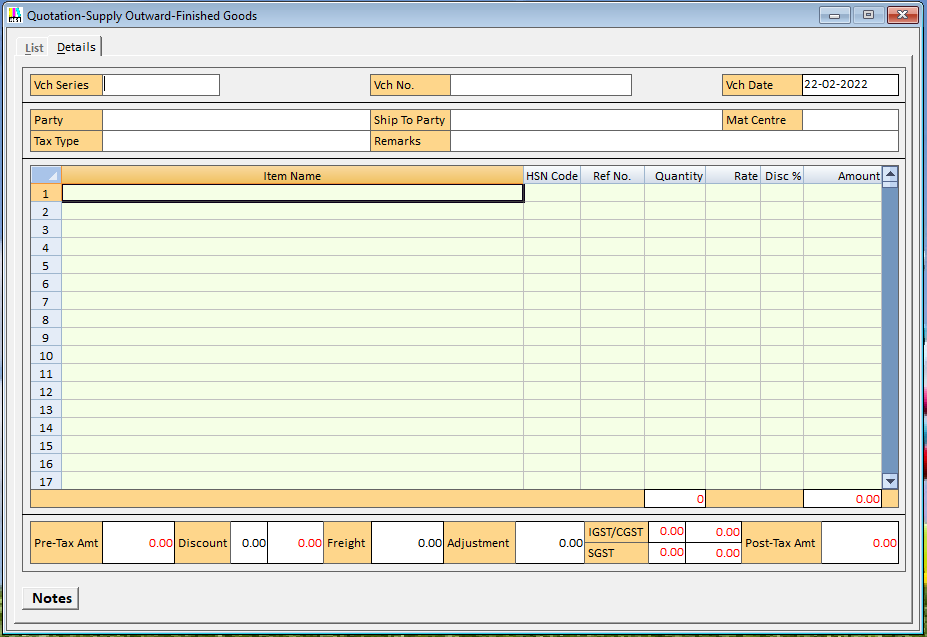 Quotation-Supply Outward-Finished Goods
List Details
Vch Series Vch No. Vch Date 22-02-2022
Party Ship To Party Mat Centre
Tax Type Remarks
Item Name HSN Code Ref No. Quantity Rate Disc % Amount
1
2
3
4
5
6
7
8
9
10
11
12
13
14
15
16
17
0 0.00
Pre-Tax Amt 0.00 Discount 0.00 0.00 Freight 0.00 Adjustment 0.00 IGST/CGST 0.00 0.00 Post-Tax Amt 0.00
SGST 0.00 0.00
Notes